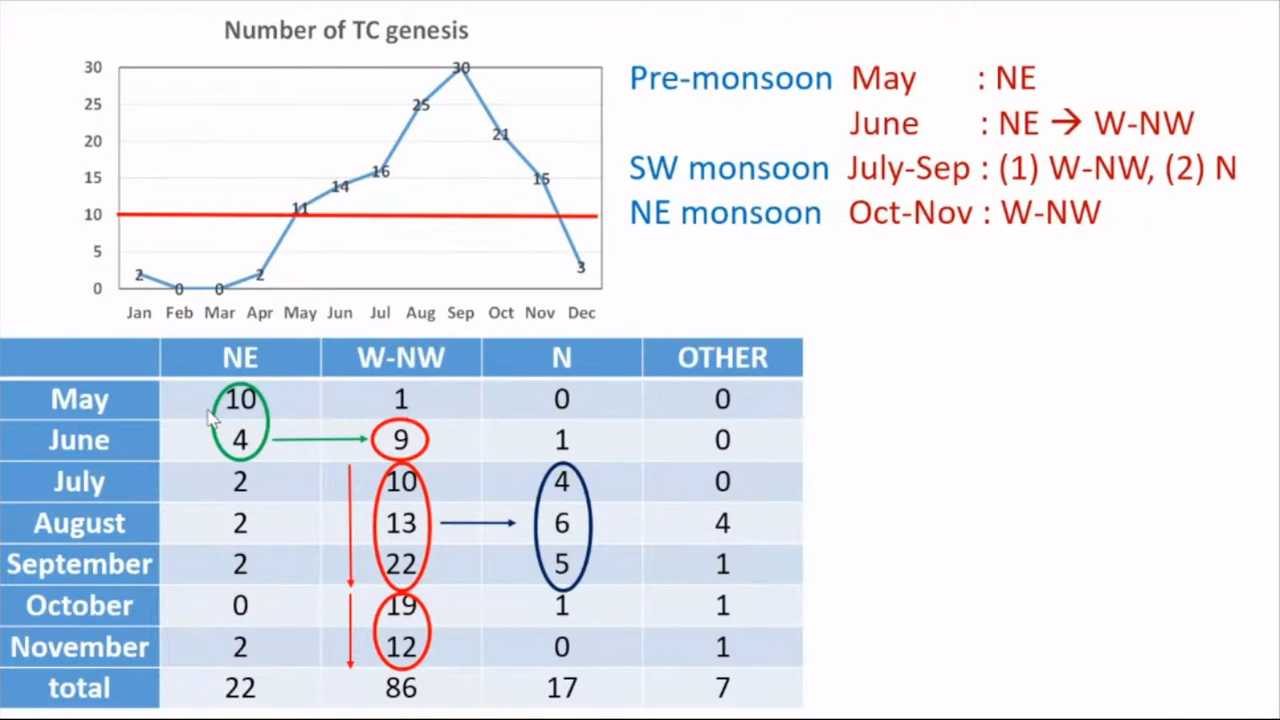 Number of TC genesis
30
25
20
15
10
5
0
2
0
0
2
11
14
16
25
30
21
15
3
Jan Feb Mar Apr May Jun Jul Aug Sep Oct Nov Dec
Pre-monsoon May : NE
June : NE → W-NW
SW monsoon July-Sep : (1) W-NW, (2) N
NE monsoon Oct-Nov : W-NW
NE W-NW N OTHER
May 10 1 0 0
June 4 9 1 0
July 2 10 4 0
August 2 13 6 4
September 2 22 5 1
October 0 19 1 1
November 2 12 0 1
total 22 86 17 7